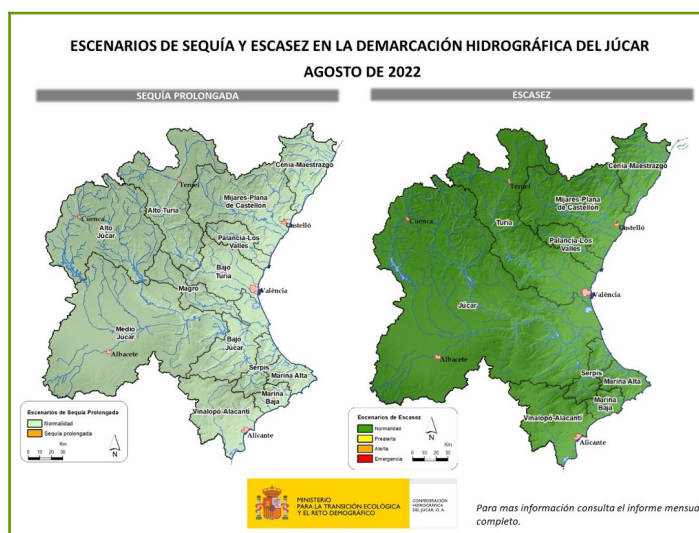 ESCENARIOS DE SEQUÍA Y ESCASEZ EN LA DEMARCACIÓN HIDROGRÁFICA DEL JÚCAR
AGOSTO DE 2022
SEQUÍA PROLONGADA
Cenia-Maestrazgo
Teruel
Mijares-Plana
de Castellón
Alto Turia
Cuenca
Castelló
Alto
Júcar
Palancia-Los
Valles
Bajo
Turia
Magro
València
Medio
Júcar
Bajo
Júcar
Albacete
Serpis
Marina Alta
Marina
Baja
Vinalopó-Alacantí
Alicante
Escenarios de Sequía Prolongada
Normalidad
Sequía prolongada
Km
0 10 20 30
N
ESCASEZ
Cenia-Maestrazgo
Teruel
Mijares-Plana
de Castellón
Cuenca
Turia
Castelló
Palancia-Los
Valles
València
Júcar
Albacete
Serpis
Marina Alta
Marina
Baja
Vinalopó-Alacantí
Alicante
Escenarios de Escasez
Normalidad
Prealerta
Alerta
Emergencia
Km
0 10 20 30
N
MINISTERIO
PARA LA TRANSICIÓN ECOLÓGICA
Y EL RETO DEMOGRÁFICO
CONFEDERACIÓN
HIDROGRÁFICA
DEL JÚCAR, O. A.
Para mas información consulta el informe mensua
completo.